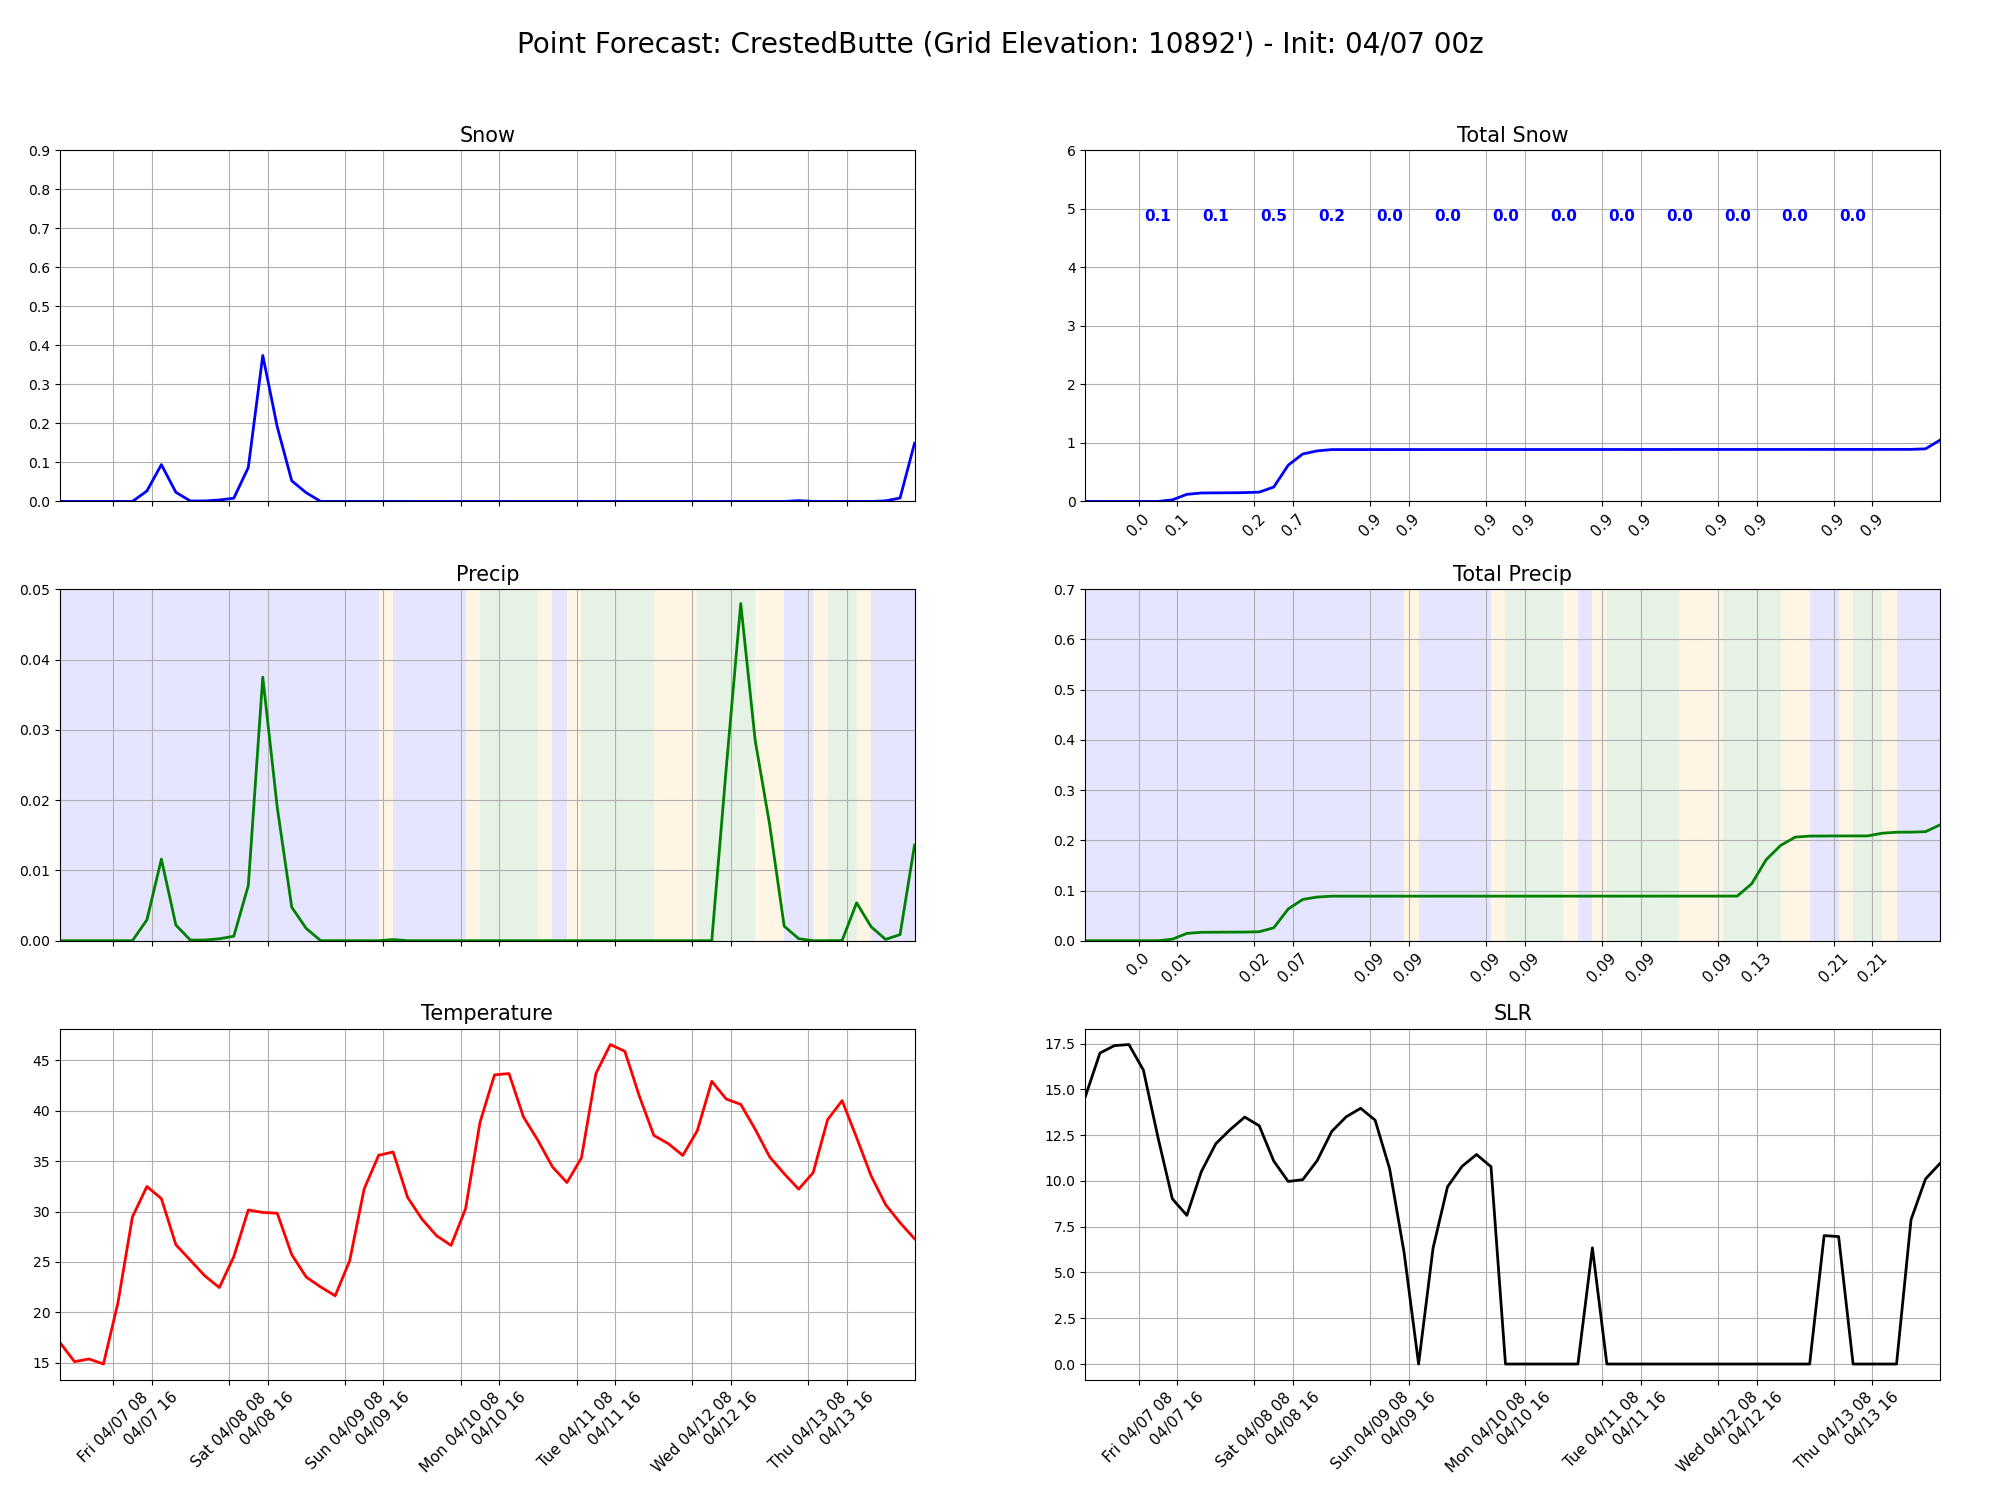 Point Forecast: CrestedButte (Grid Elevation: 10892') - Init: 04/07 00z
Snow
0.9
0.8
0.7
0.6
0.5
0.4
0.3
0.2
0.1
0.0
Total Snow
6
5
4
3
2
1
0
0.1 0.1 0.5 0.2 0.0 0.0 0.0 0.0 0.0 0.0 0.0 0.0 0.0
0.0 0.1 0.2 0.7 0.9 0.9 0.9 0.9 0.9 0.9 0.9 0.9 0.9 0.9
Precip
0.05
0.04
0.03
0.02
0.01
0.00
Total Precip
0.7
0.6
0.5
0.4
0.3
0.2
0.1
0.0
0.0 0.01 0.02 0.07 0.09 0.09 0.09 0.09 0.09 0.09 0.09 0.13 0.21 0.21
Temperature
45
40
35
30
25
20
15
Fri 04/07 08
04/07 16
Sat 04/08 08
04/08 16
Sun 04/09 08
04/09 16
Mon 04/10 08
04/10 16
Tue 04/11 08
04/11 16
Wed 04/12 08
04/12 16
Thu 04/13 08
04/13 16
SLR
17.5
15.0
12.5
10.0
7.5
5.0
2.5
0.0
Fri 04/07 08
04/07 16
Sat 04/08 08
04/08 16
Sun 04/09 08
04/09 16
Mon 04/10 08
04/10 16
Tue 04/11 08
04/11 16
Wed 04/12 08
04/12 16
Thu 04/13 08
04/13 16